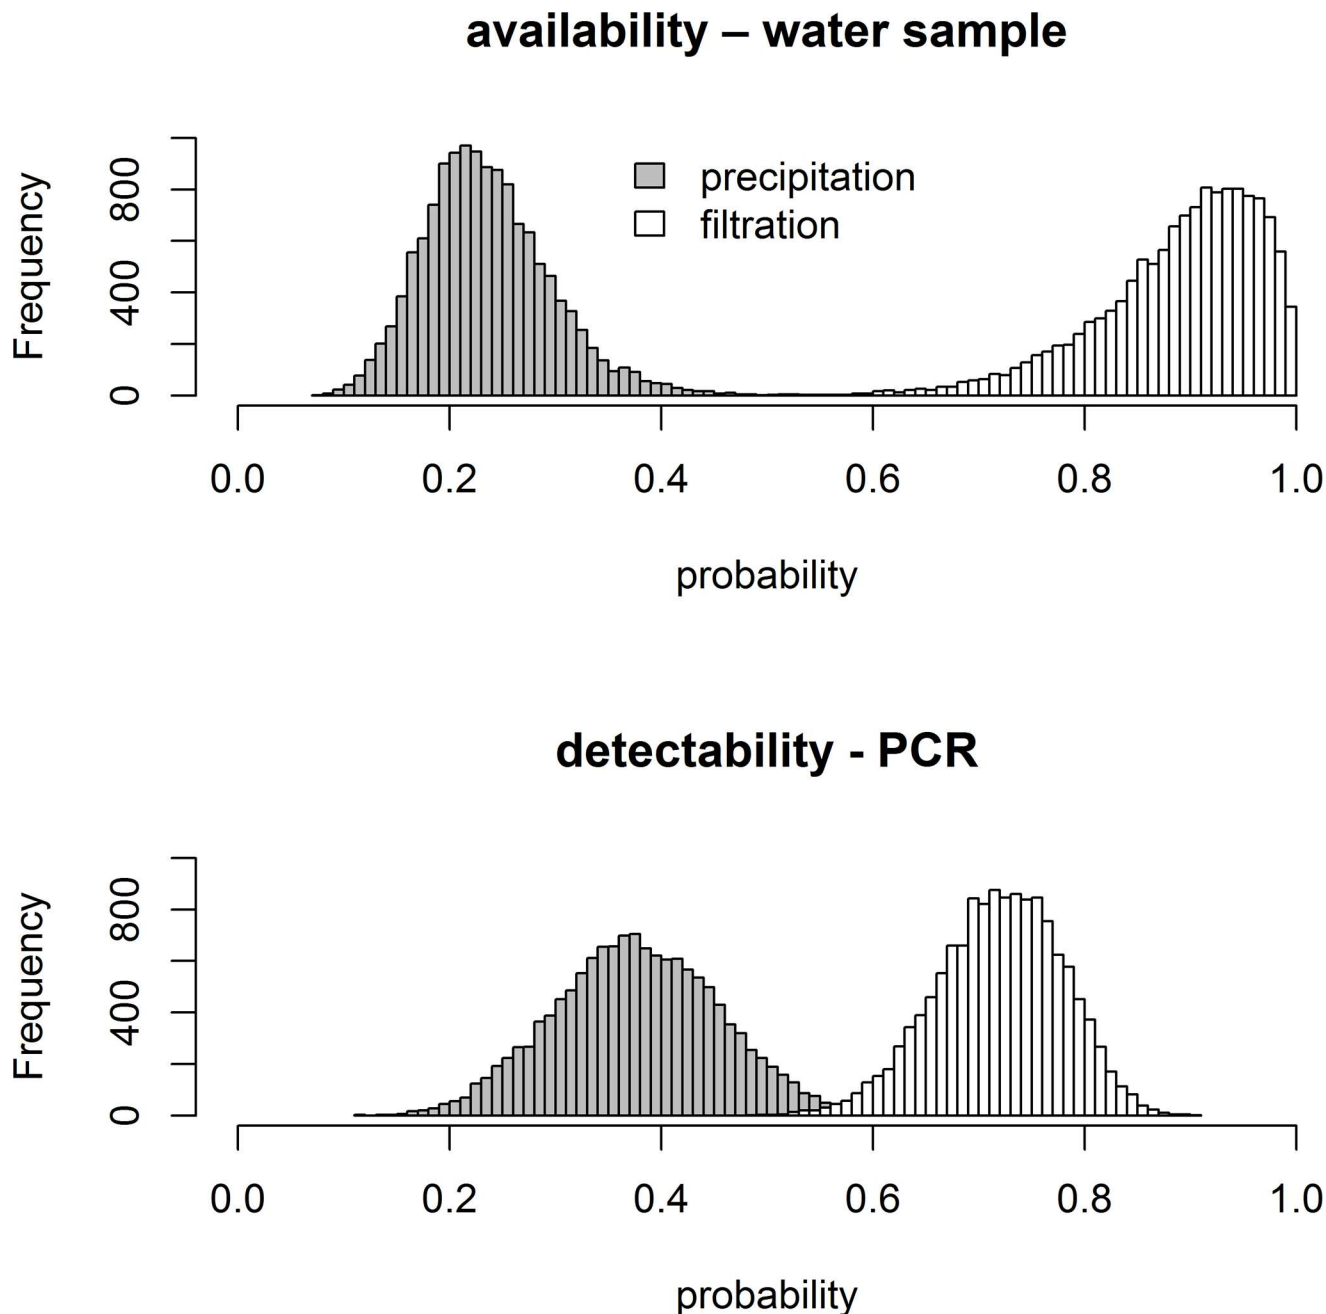 availability – water sample
Frequency
800
400
0
precipitation
filtration
0.0 0.2 0.4 0.6 0.8 1.0
probability
detectability - PCR
Frequency
800
400
0
0.0 0.2 0.4 0.6 0.8 1.0
probability